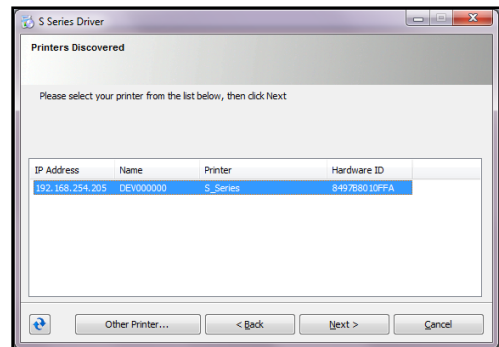 S Series Driver
Printers Discovered
Please select your printer from the list below, then click Next
IP Address Name Printer Hardware ID
192.168.254.205 DEV000000 S_Series 8497B8010FFA
Other Printer... < Back Next > Cancel